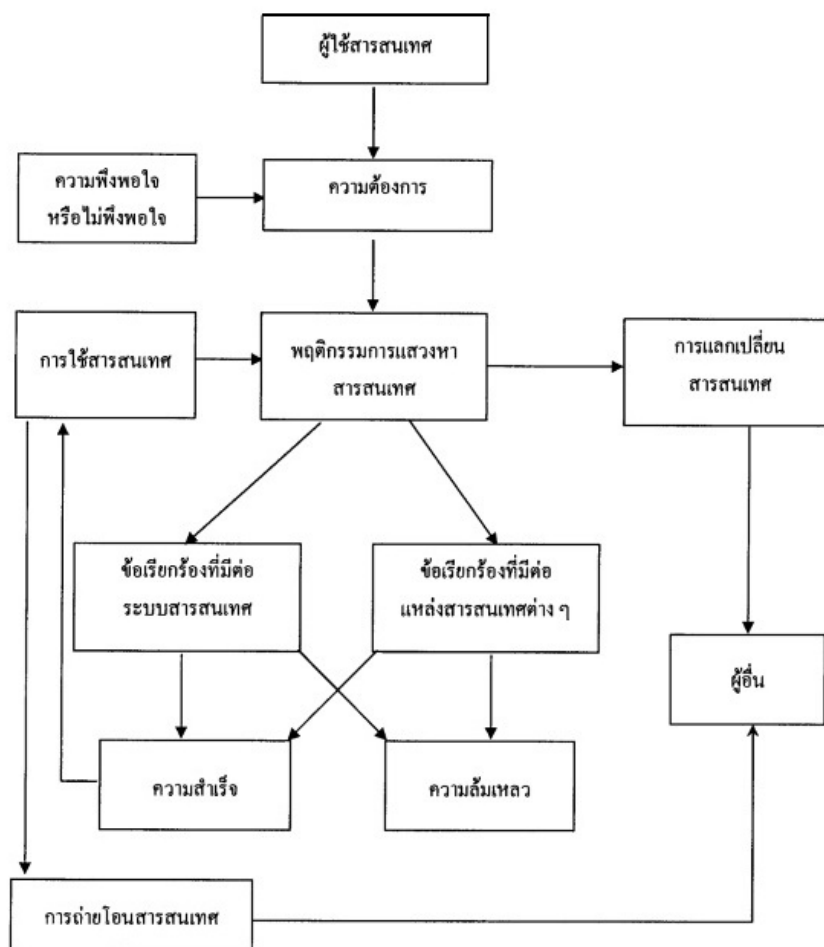 ผู้ใช้สารสนเทศ
ความพึงพอใจ
หรือไม่พึงพอใจ
ความต้องการ
การใช้สารสนเทศ
พฤติกรรมการแสวงหา
สารสนเทศ
การแลกเปลี่ยน
สารสนเทศ
ข้อเรียกร้องที่มีต่อ
ระบบสารสนเทศ
ข้อเรียกร้องที่มีต่อ
แหล่งสารสนเทศต่าง ๆ
ผู้อื่น
ความสำเร็จ
ความล้มเหลว
การถ่ายโอนสารสนเทศ